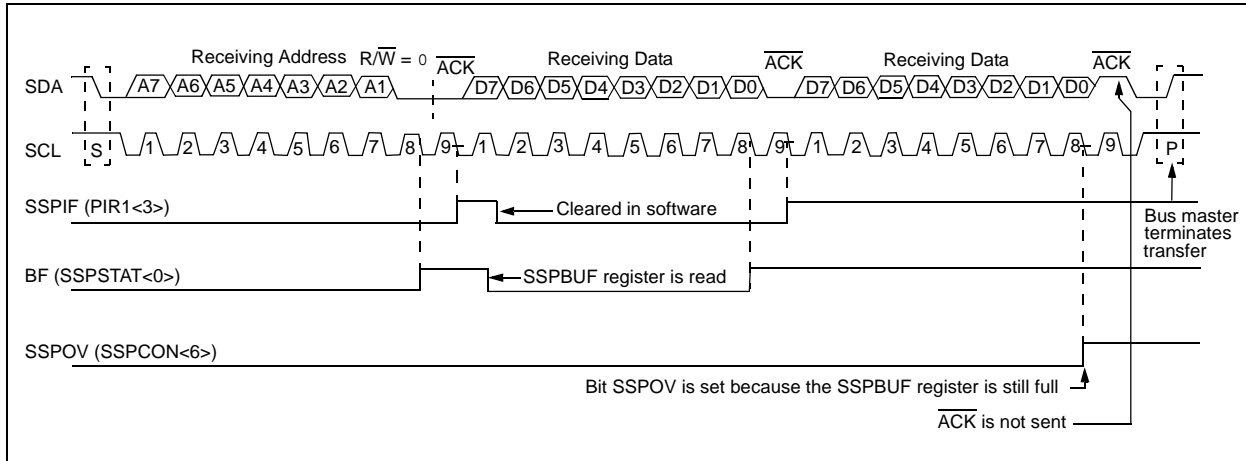 Receiving Address R/W = 0 ACK Receiving Data ACK Receiving Data ACK
SDA A7 A6 A5 A4 A3 A2 A1 D7 D6 D5 D4 D3 D2 D1 D0 D7 D6 D5 D4 D3 D2 D1 D0
SCL S 1 2 3 4 5 6 7 8 9 1 2 3 4 5 6 7 8 9 1 2 3 4 5 6 7 8 9 P
SSPIF (PIR1<3>)
Cleared in software
Bus master
terminates
transfer
BF (SSPSTAT<0>)
SSPBUF register is read
SSPOV (SSPCON<6>)
Bit SSPOV is set because the SSPBUF register is still full
ACK is not sent